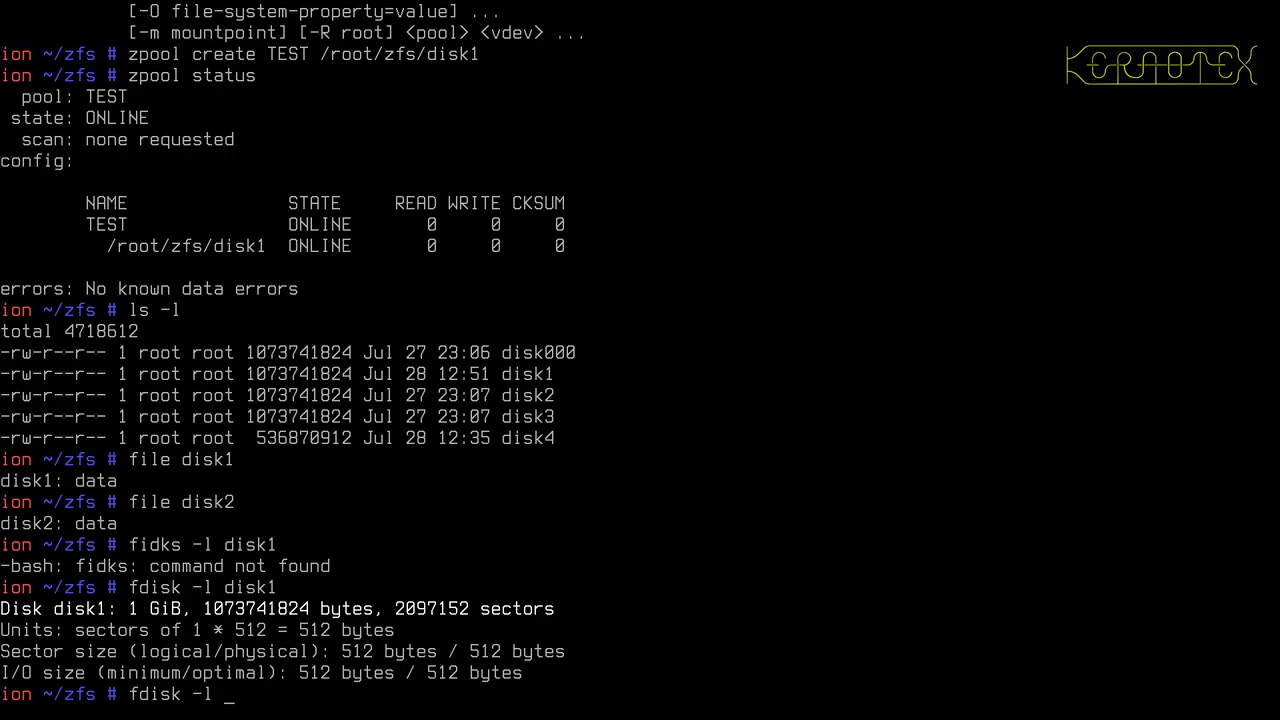 [-O file-system-property=value] ...
[-m mountpoint] [-R root] <pool> <vdev> ...
ion ~/zfs # zpool create TEST /root/zfs/disk1
KERNOTEX
ion ~/zfs # zpool status
pool: TEST
state: ONLINE
scan: none requested
config:
NAME STATE READ WRITE CKSUM
TEST ONLINE 0 0 0
/root/zfs/disk1 ONLINE 0 0 0
errors: No known data errors
ion ~/zfs # ls -l
total 4718612
-rw-r--r-- 1 root root 1073741824 Jul 27 23:06 disk000
-rw-r--r-- 1 root root 1073741824 Jul 28 12:51 disk1
-rw-r--r-- 1 root root 1073741824 Jul 27 23:07 disk2
-rw-r--r-- 1 root root 1073741824 Jul 27 23:07 disk3
-rw-r--r-- 1 root root 536870912 Jul 28 12:35 disk4
ion ~/zfs # file disk1
disk1: data
ion ~/zfs # file disk2
disk2: data
ion ~/zfs # fidks -l disk1
-bash: fidks: command not found
ion ~/zfs # fdisk -l disk1
Disk disk1: 1 GiB, 1073741824 bytes, 2097152 sectors
Units: sectors of 1 * 512 = 512 bytes
Sector size (logical/physical): 512 bytes / 512 bytes
I/O size (minimum/optimal): 512 bytes / 512 bytes
ion ~/zfs # fdisk -l _